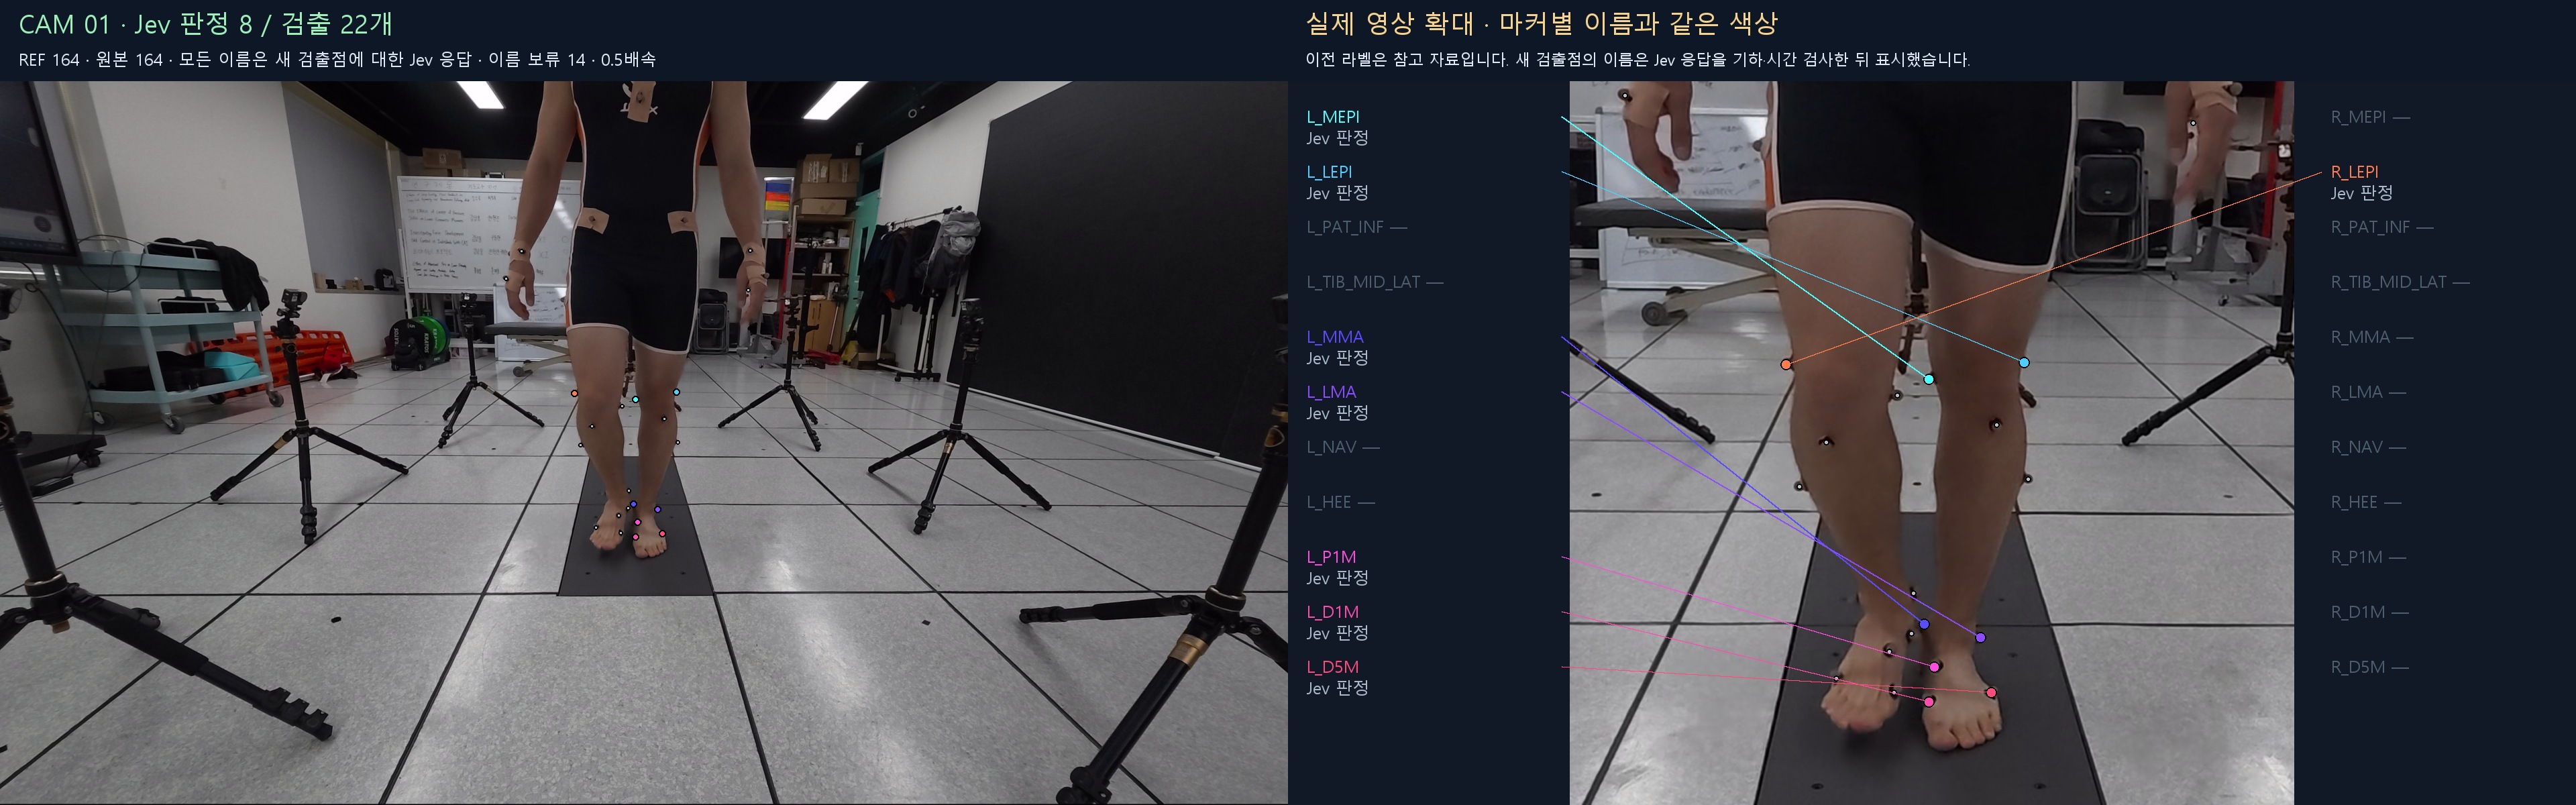 CAM 01 · Jev 판정 8 / 검출 22개
REF 164 · 원본 164 · 모든 이름은 새 검출점에 대한 Jev 응답 · 이름 보류 14 · 0.5배속
실제 영상 확대 · 마커별 이름과 같은 색상
이전 라벨은 참고 자료입니다. 새 검출점의 이름은 Jev 응답을 기하·시간 검사한 뒤 표시했습니다.
L_MEPI
Jev 판정
L_LEPI
Jev 판정
L_PAT_INF —
L_TIB_MID_LAT —
L_MMA
Jev 판정
L_LMA
Jev 판정
L_NAV —
L_HEE —
L_P1M
Jev 판정
L_D1M
Jev 판정
L_D5M
Jev 판정
R_MEPI —
R_LEPI
Jev 판정
R_PAT_INF —
R_TIB_MID_LAT —
R_MMA —
R_LMA —
R_NAV —
R_HEE —
R_P1M —
R_D1M —
R_D5M —